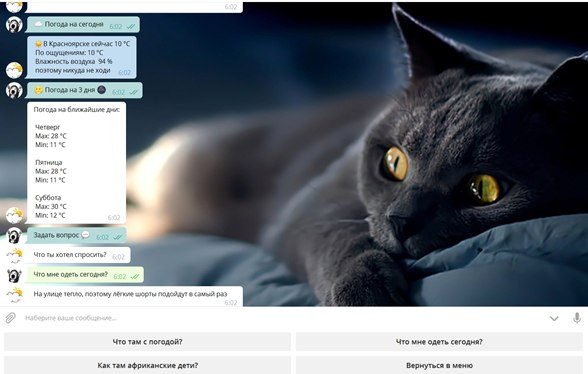 6:02
Погода на сегодня 6:02
В Красноярске сейчас 10 °C
По ощущениям: 10 °C
Влажность воздуха 94 %
поэтому никуда не ходи 6:02
Погода на 3 дня 6:02
Погода на ближайшие дни:
Четверг
Max: 28 °C
Min: 11 °C
Пятница
Max: 28 °C
Min: 11 °C
Суббота
Max: 30 °C
Min: 12 °C
6:02
Задать вопрос 6:02
Что ты хотел спросить? 6:02
Что мне одеть сегодня? 6:02
На улице тепло, поэтому лёгкие шорты подойдут в самый раз
6:02
Наберите ваше сообщение...
Что там с погодой?
Что мне одеть сегодня?
Как там африканские дети?
Вернуться в меню